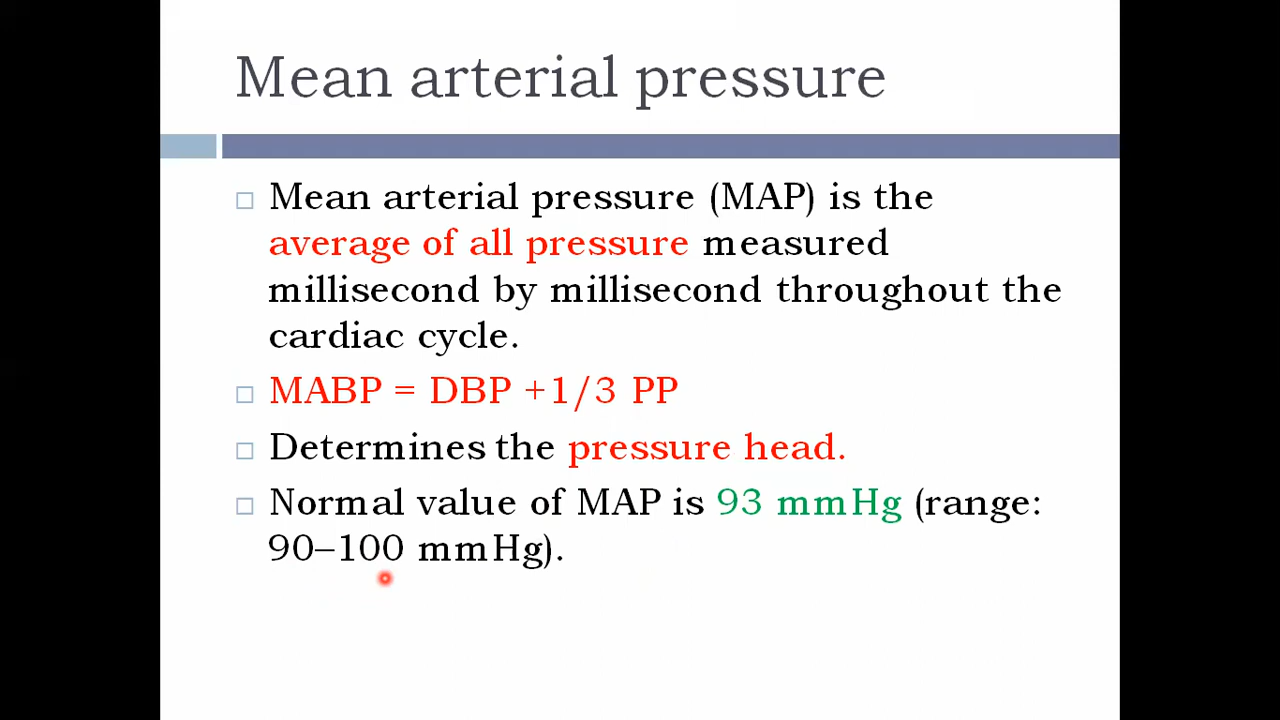 Mean arterial pressure
Mean arterial pressure (MAP) is the
average of all pressure measured
millisecond by millisecond throughout the
cardiac cycle.
MABP = DBP +1/3 PP
Determines the pressure head.
Normal value of MAP is 93 mmHg (range:
90–100 mmHg).